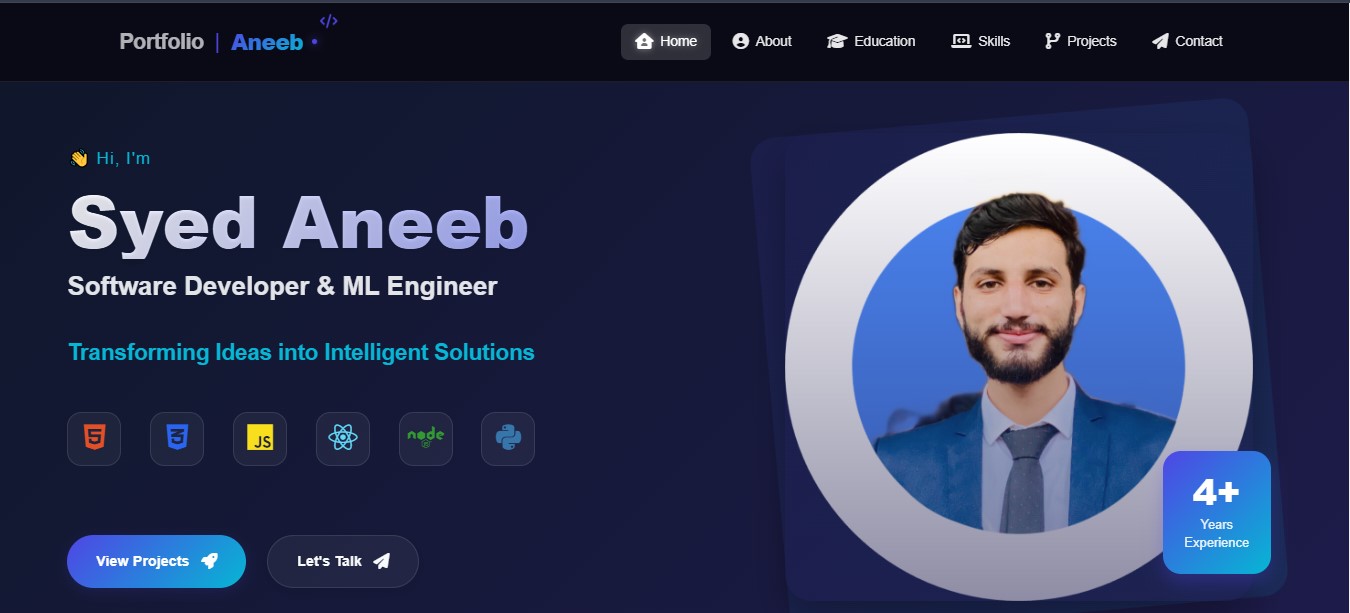 Portfolio | Aneeb </>
Home
About
Education
Skills
Projects
Contact
👋 Hi, I'm
Syed Aneeb
Software Developer & ML Engineer
Transforming Ideas into Intelligent Solutions
5
3
JS
node
JS
View Projects
Let's Talk
4+
Years
Experience